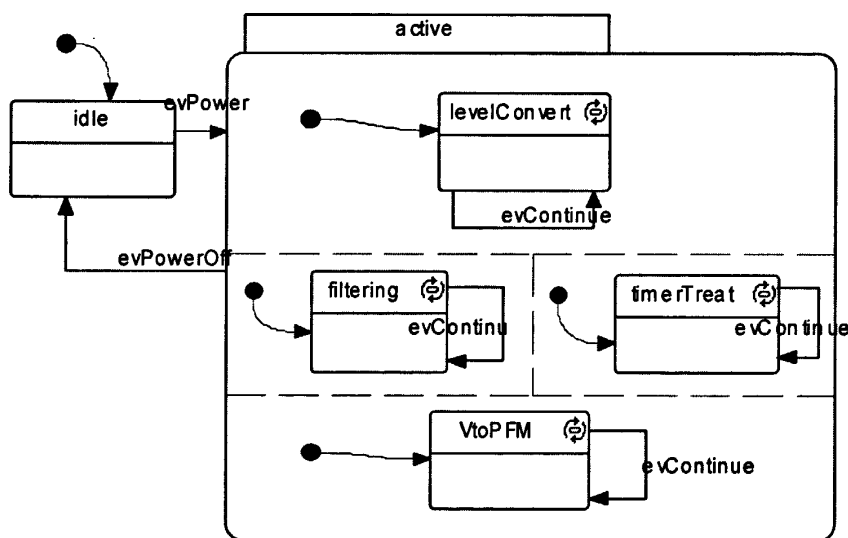 active
evPower
idle
levelConvert
evContinue
evPowerOff
filtering
timerTreat
evContinu
evContinue
VtoPFM
evContinue